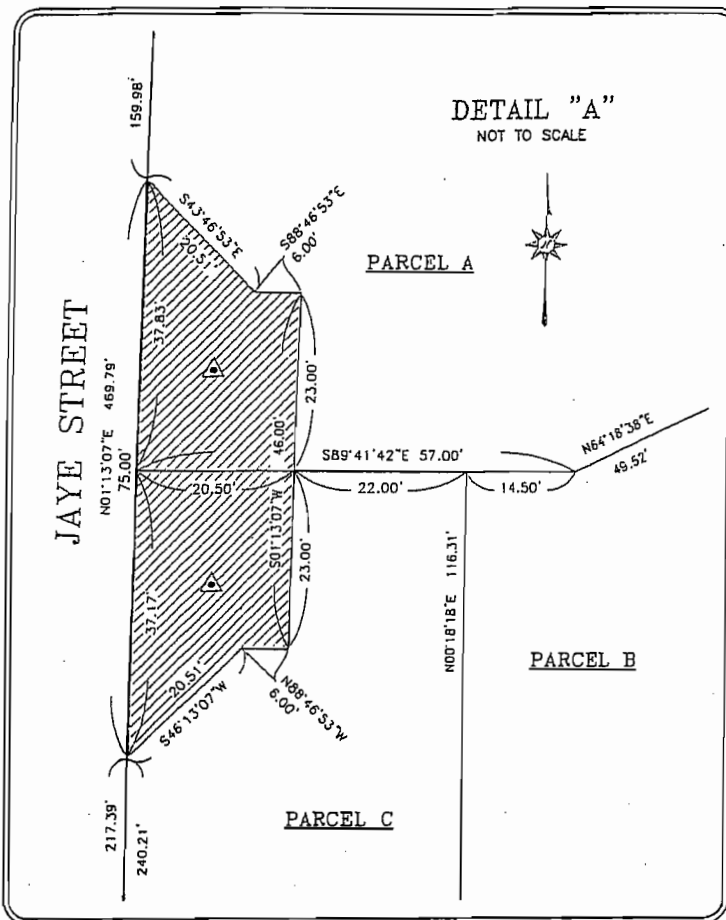 159.98'
DETAIL "A"
NOT TO SCALE
S43°46'53"E
20.51'
S88°46'53"E
6.00'
N
PARCEL A
37.83'
JAYE STREET
N01°13'07"E 469.79'
75.00'
46.00'
S01°13'07"W
23.00'
S89°41'42"E 57.00'
N64°18'38"E
49.52'
20.50'
22.00'
14.50'
23.00'
N00°18'18"E 116.31'
37.17'
20.51'
S46°13'07"W
N88°46'53"W
6.00'
PARCEL B
PARCEL C
217.39'
240.21'